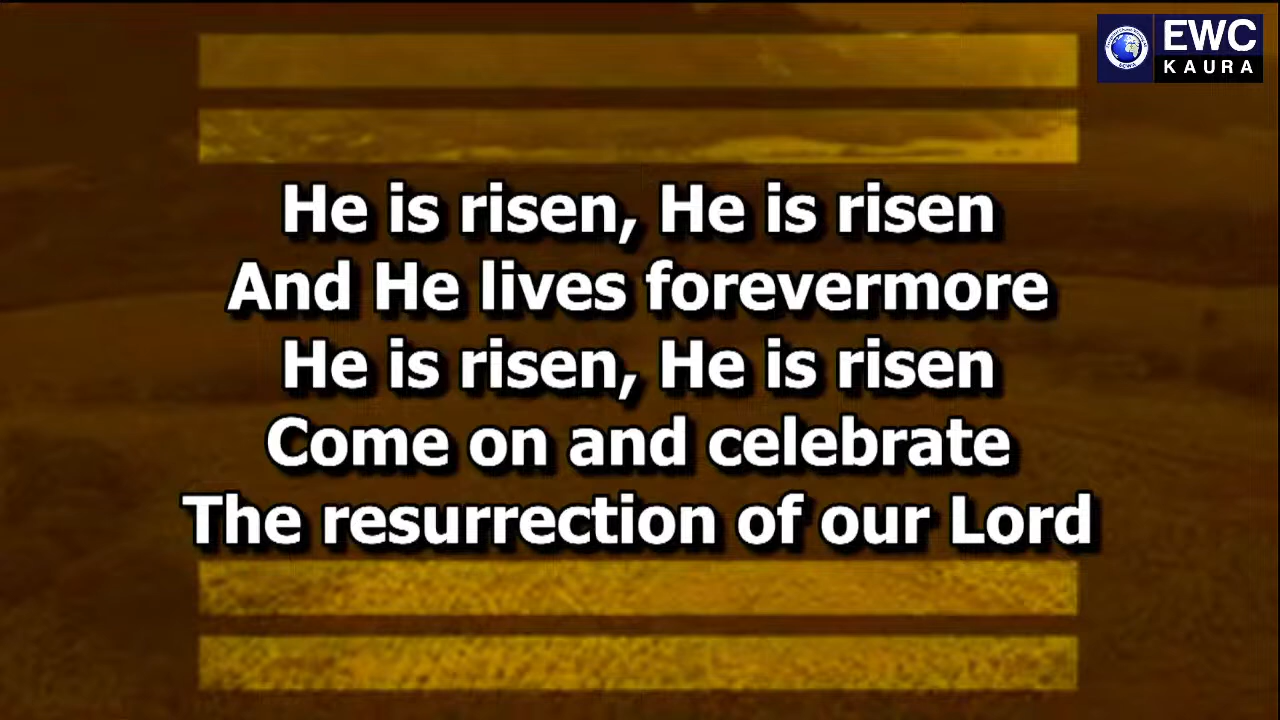 EWC
KAURA
He is risen, He is risen
And He lives forevermore
He is risen, He is risen
Come on and celebrate
The resurrection of our Lord